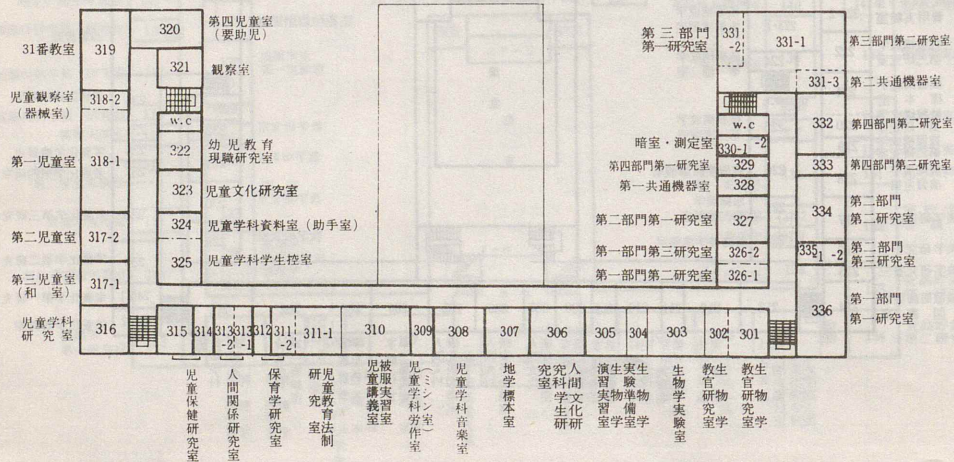 320
第四児童室
(要助児)
31番教室
319
321
観察室
児童観察室
(器械室)
318-2
w.c
322
幼児教育
現職研究室
第一児童室
318-1
323
児童文化研究室
第二児童室
317-2
324
児童学科資料室(助手室)
325
児童学科学生控室
第三児童室
(和室)
317-1
児童学科
研究室
316
315
314
313
-2
313
-1
312
311
-2
311-1
310
309
308
307
306
305
304
303
302
301
児童保健研究室
人間関係研究室
保育学研究室
児童教育法制
研究室
被服実習室
児童講義室
(ミシン室)
児童学科労作室
児童学科音楽室
地学標本室
人間文化研
究科学生研
究室
生物学
演習実習室
生物学
実験準備室
生物学実験室
生物学
教官研究室
生物学
教官研究室
第三部門
第一研究室
331
-2
331-1
第三部門第二研究室
331-3
第二共通機器室
w.c
332
第四部門第二研究室
暗室・測定室
330-1
-2
第四部門第一研究室
329
333
第四部門第三研究室
第一共通機器室
328
第二部門第一研究室
327
334
第二部門
第二研究室
第一部門第三研究室
326-2
335
-1
-2
第二部門
第三研究室
第一部門第二研究室
326-1
336
第一部門
第一研究室